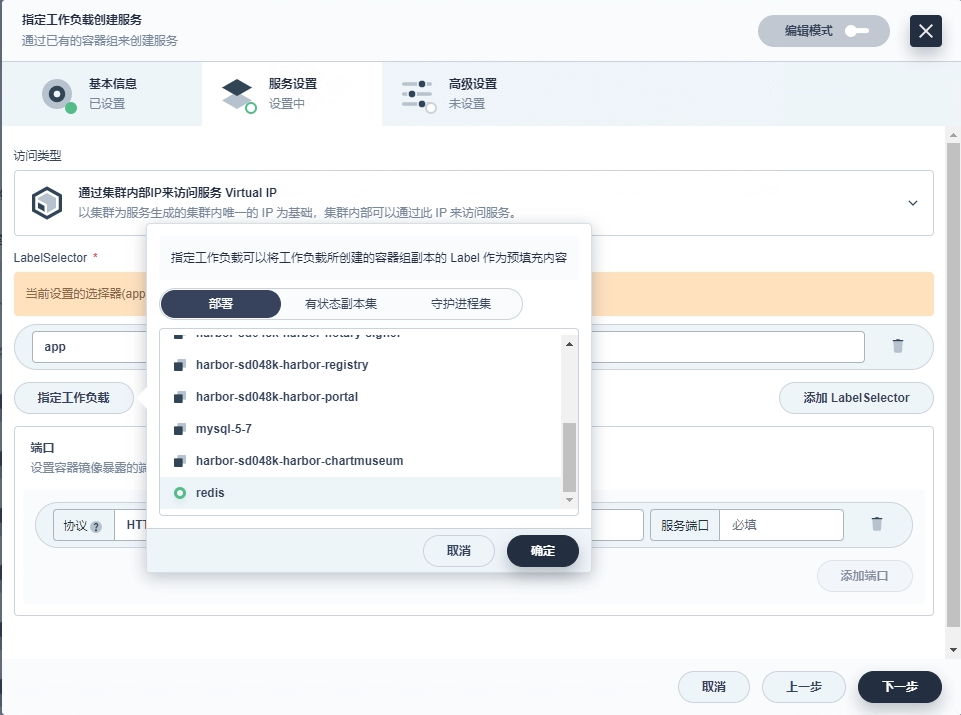 指定工作负载创建服务
通过已有的容器组来创建服务
编辑模式
基本信息
已设置
服务设置
设置中
高级设置
未设置
访问类型
通过集群内部IP来访问服务 Virtual IP
以集群为服务生成的集群内唯一的 IP 为基础，集群内部可以通过此 IP 来访问服务。
LabelSelector *
当前设置的选择器(app
app
指定工作负载
添加 LabelSelector
指定工作负载可以将工作负载所创建的容器组副本的 Label 作为预填充内容
部署
有状态副本集
守护进程集
harbor-sd048k-harbor-notary-signer
harbor-sd048k-harbor-registry
harbor-sd048k-harbor-portal
mysql-5-7
harbor-sd048k-harbor-chartmuseum
redis
取消
确定
端口
设置容器镜像暴露的
协议 ?
HT
服务端口
必填
添加端口
取消
上一步
下一步